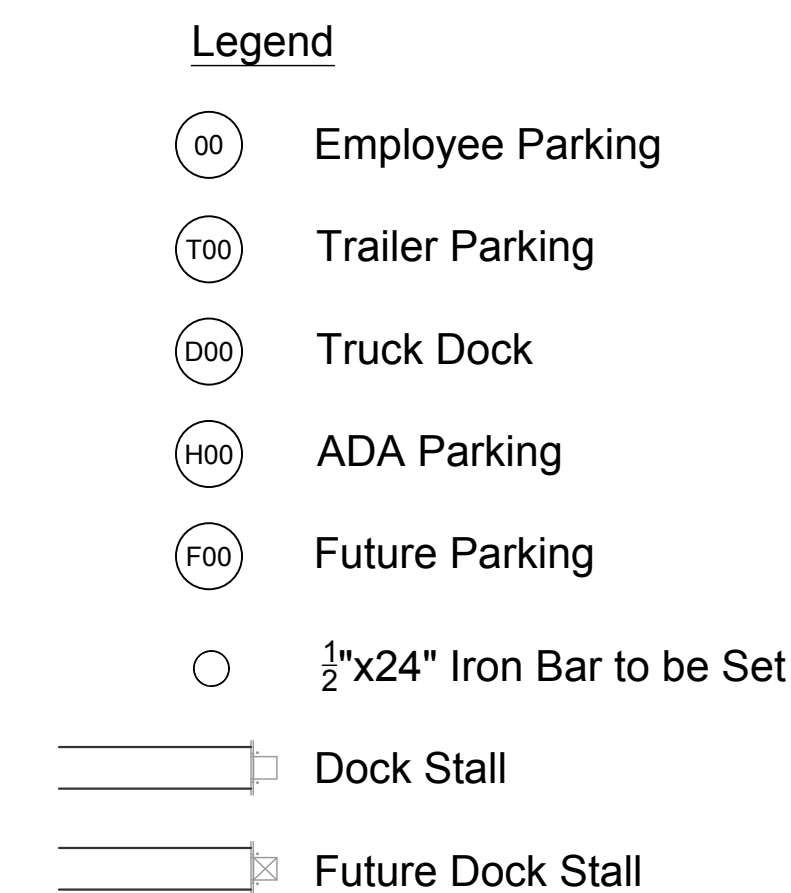 Legend
00 Employee Parking
T00 Trailer Parking
D00 Truck Dock
H00 ADA Parking
F00 Future Parking
½"x24" Iron Bar to be Set
Dock Stall
Future Dock Stall